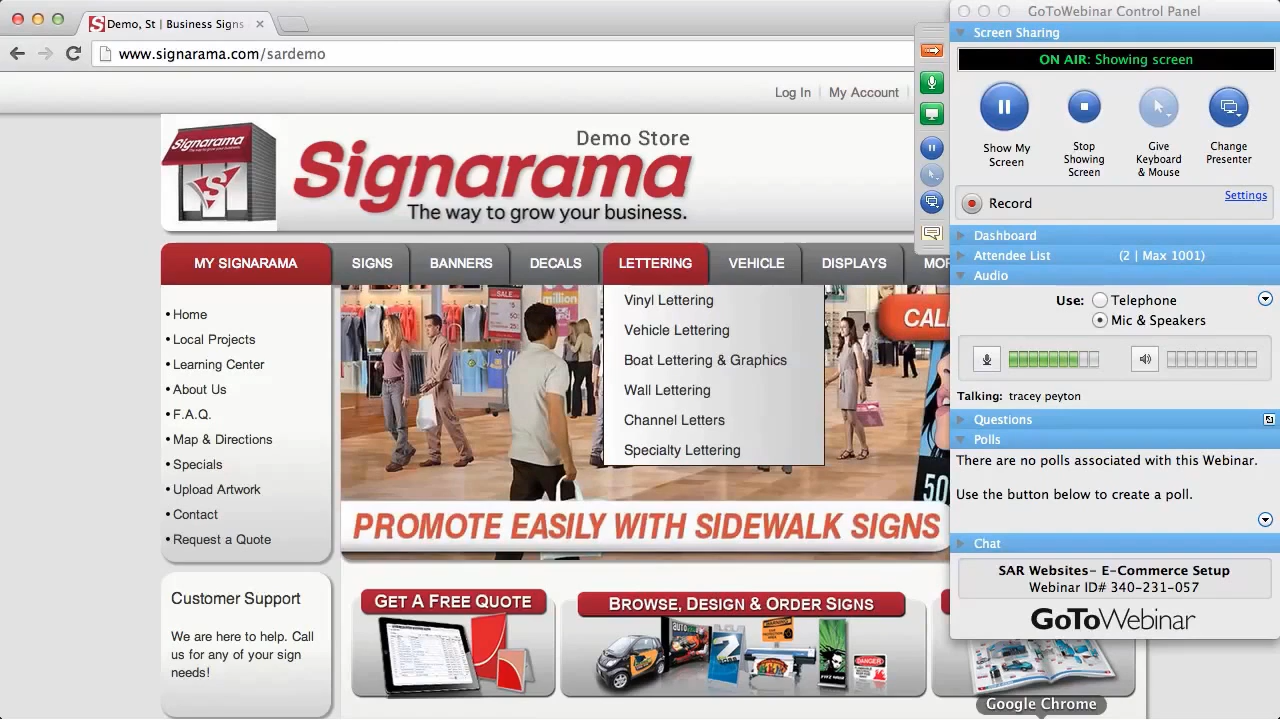 Demo, St | Business Signs
www.signarama.com/sardemo
Log In
My Account
Signarama
Demo Store
Signarama
The way to grow your business.
MY SIGNARAMA
SIGNS
BANNERS
DECALS
LETTERING
VEHICLE
DISPLAYS
MO
• Home
• Local Projects
• Learning Center
• About Us
• F.A.Q.
• Map & Directions
• Specials
• Upload Artwork
• Contact
• Request a Quote
Vinyl Lettering
Vehicle Lettering
Boat Lettering & Graphics
Wall Lettering
Channel Letters
Specialty Lettering
SALE
million
CALL
50
PROMOTE EASILY WITH SIDEWALK SIGNS
Customer Support
We are here to help. Call
us for any of your sign
needs!
GET A FREE QUOTE
BROWSE, DESIGN & ORDER SIGNS
DANGER
Google Chrome
GoToWebinar Control Panel
Screen Sharing
ON AIR: Showing screen
Show My
Screen
Stop
Showing
Screen
Give
Keyboard
& Mouse
Change
Presenter
Record
Settings
Dashboard
Attendee List (2 | Max 1001)
Audio
Use: Telephone
Mic & Speakers
Talking: tracey peyton
Questions
Polls
There are no polls associated with this Webinar.
Use the button below to create a poll.
Chat
SAR Websites- E-Commerce Setup
Webinar ID# 340-231-057
GoToWebinar